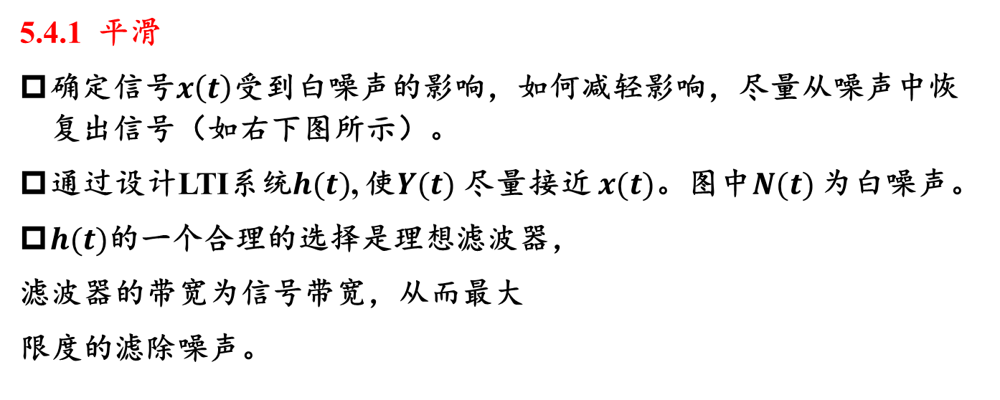 5.4.1 平滑
□确定信号x(t)受到白噪声的影响，如何减轻影响，尽量从噪声中恢
复出信号（如右下图所示）。
□通过设计LTI系统h(t), 使Y(t) 尽量接近 x(t)。图中N(t) 为白噪声。
□h(t)的一个合理的选择是理想滤波器，
滤波器的带宽为信号带宽，从而最大
限度的滤除噪声。